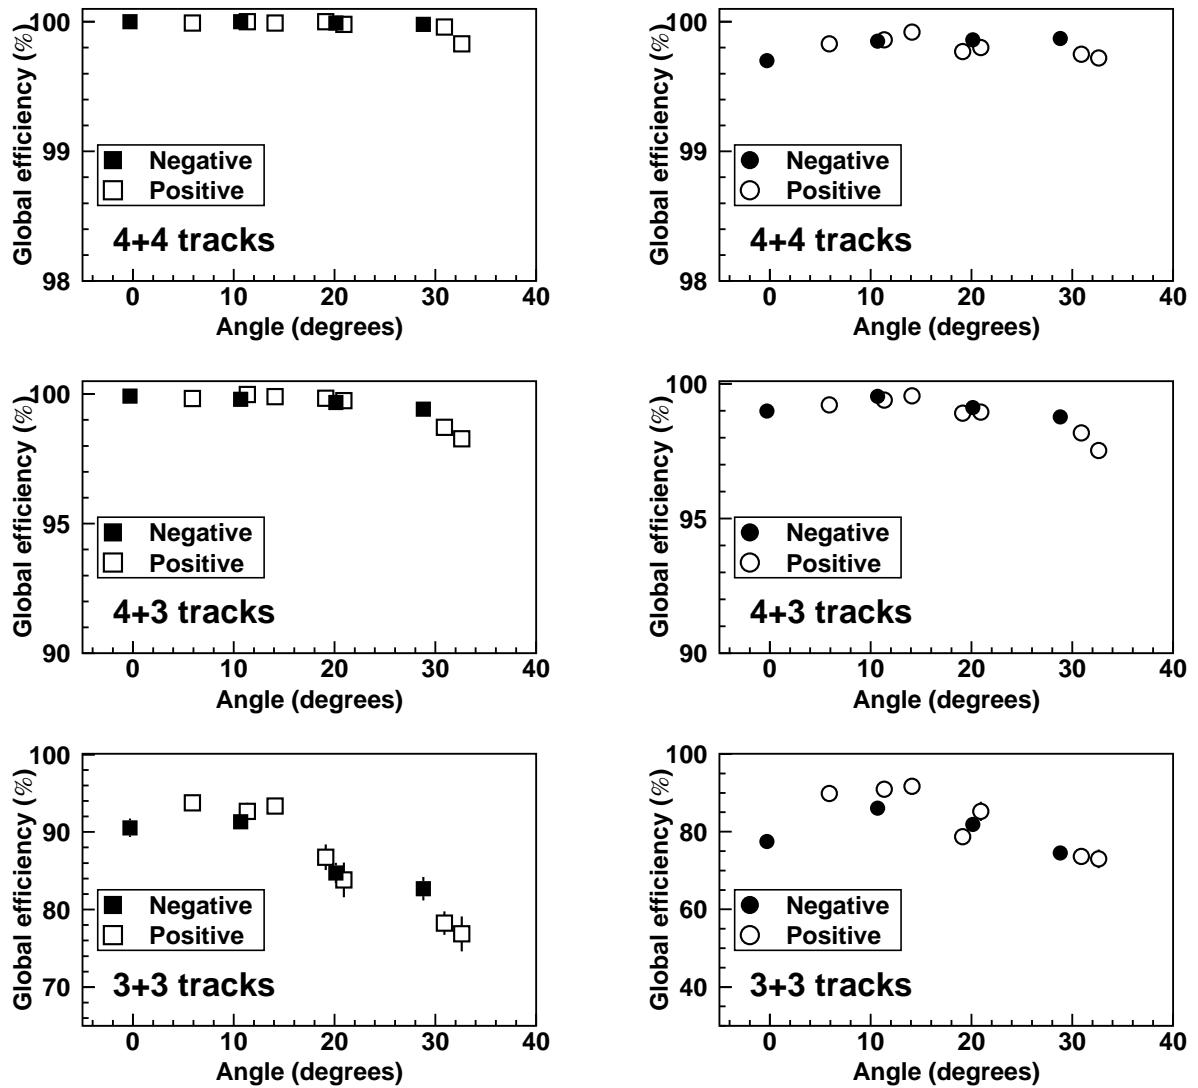 Global efficiency (%)
100
99
98
Negative
Positive
4+4 tracks
0 10 20 30 40
Angle (degrees)
Global efficiency (%)
100
99
98
Negative
Positive
4+4 tracks
0 10 20 30 40
Angle (degrees)
Global efficiency (%)
100
95
90
Negative
Positive
4+3 tracks
0 10 20 30 40
Angle (degrees)
Global efficiency (%)
100
95
90
Negative
Positive
4+3 tracks
0 10 20 30 40
Angle (degrees)
Global efficiency (%)
100
90
80
70
Negative
Positive
3+3 tracks
0 10 20 30 40
Angle (degrees)
Global efficiency (%)
100
80
60
40
Negative
Positive
3+3 tracks
0 10 20 30 40
Angle (degrees)